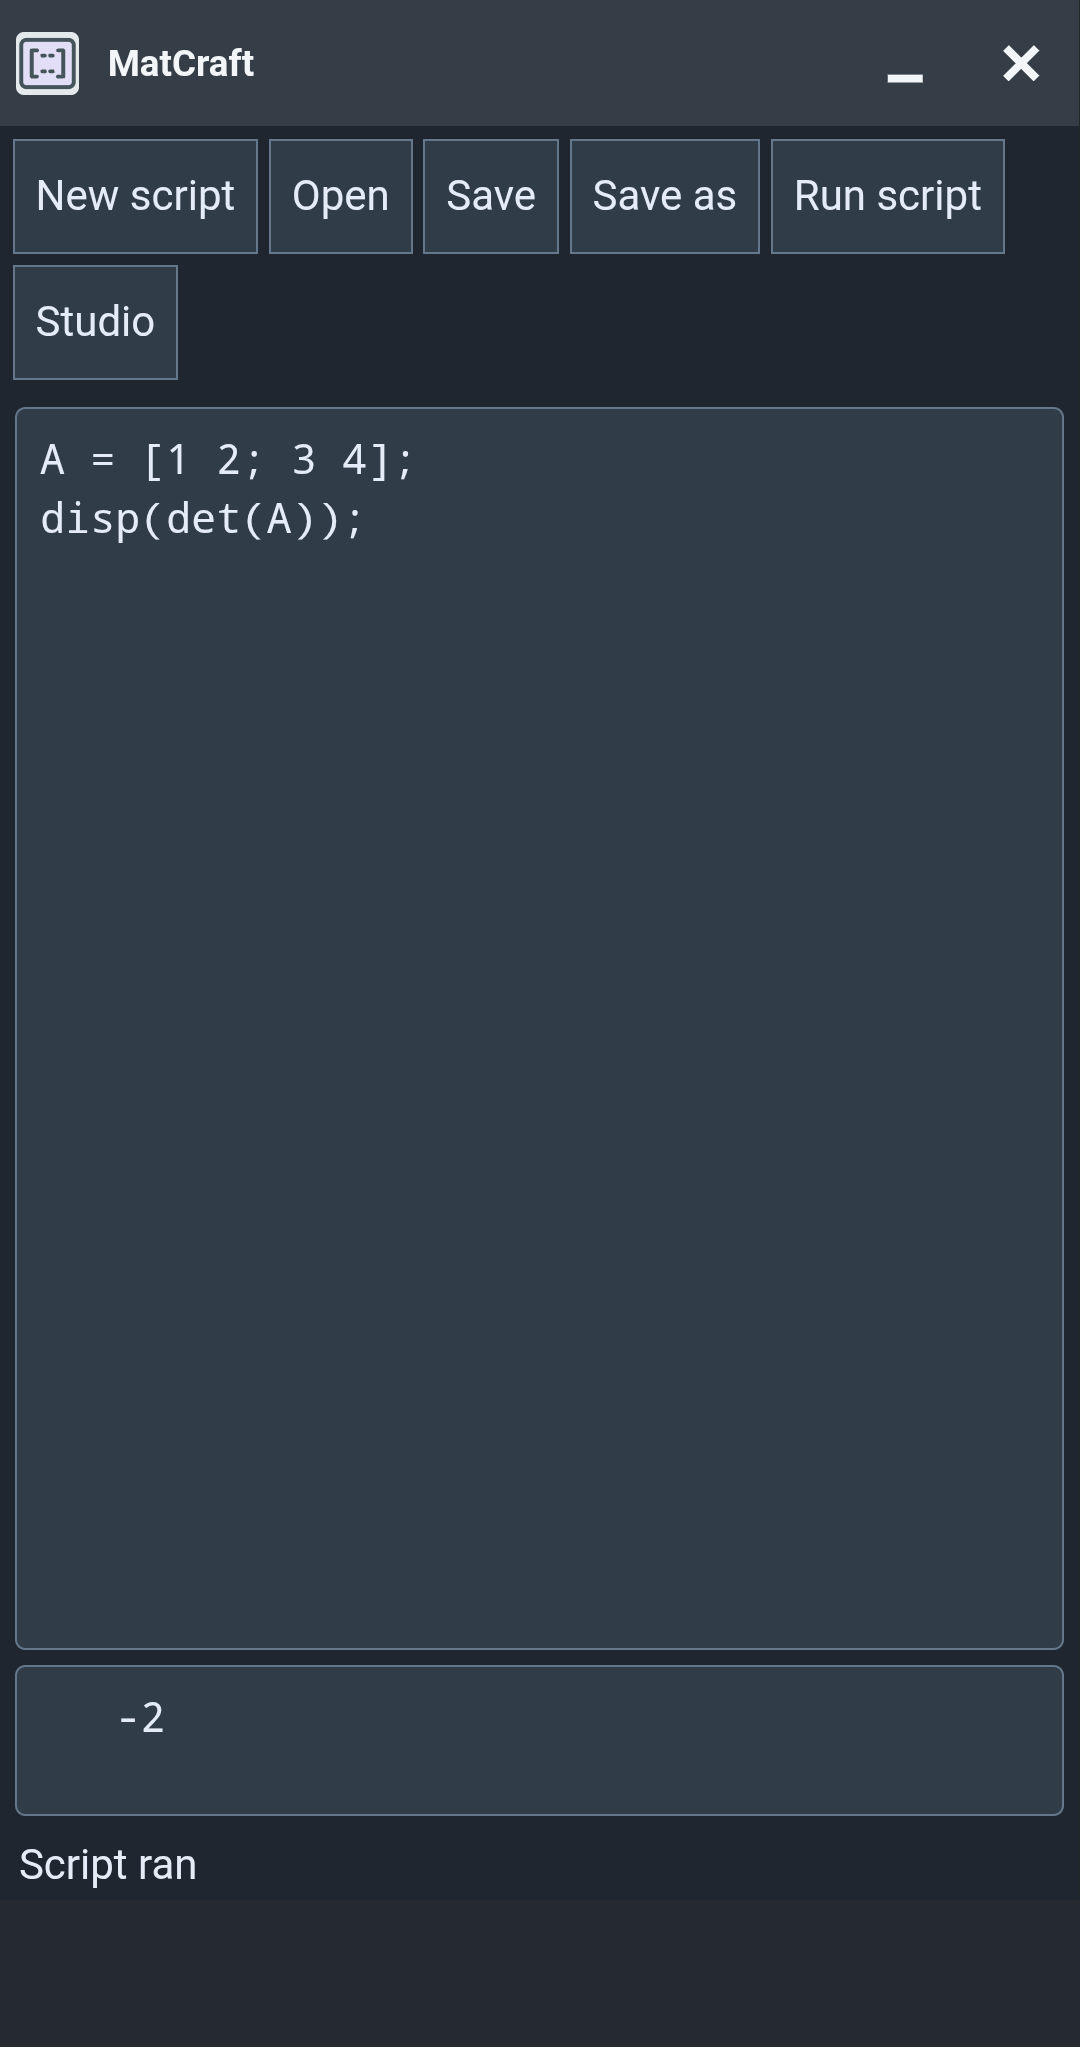 MatCraft
New script Open Save Save as Run script
Studio
A = [1 2; 3 4];
disp(det(A));
-2
Script ran